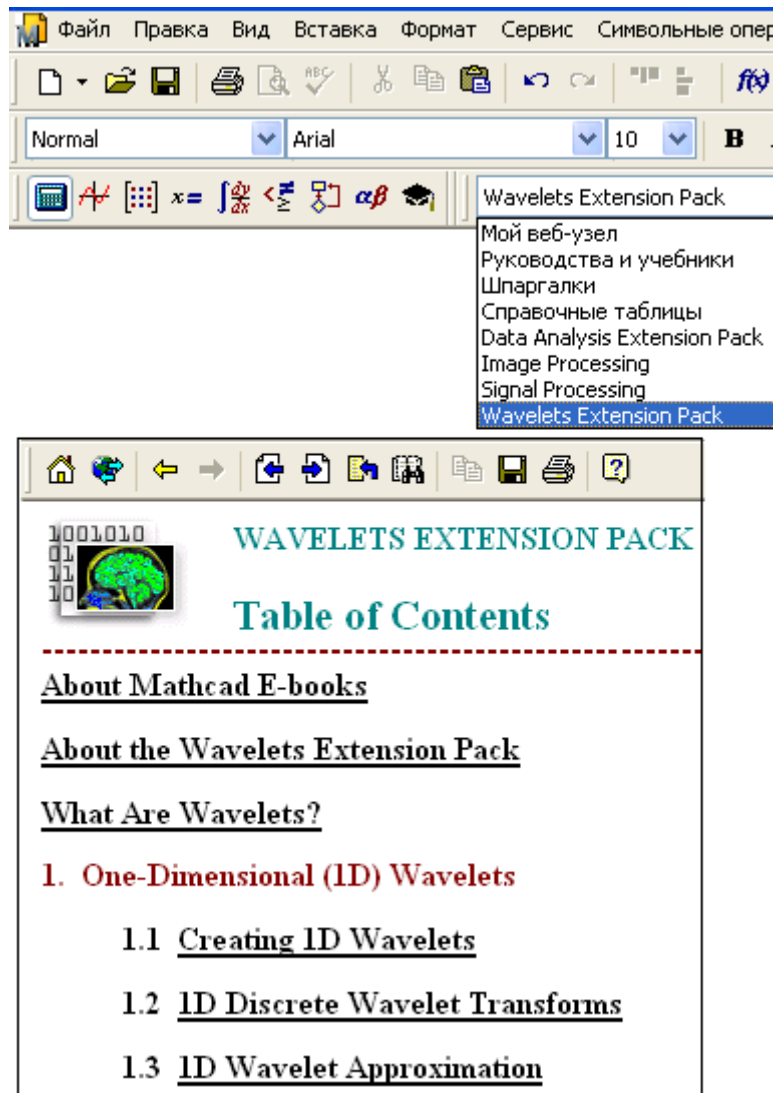 Файл Правка Вид Вставка Формат Сервис Символьные опер
Normal Arial 10 B
Wavelets Extension Pack
Мой веб-узел
Руководства и учебники
Шпаргалки
Справочные таблицы
Data Analysis Extension Pack
Image Processing
Signal Processing
Wavelets Extension Pack
WAVELETS EXTENSION PACK
Table of Contents
About Mathcad E-books
About the Wavelets Extension Pack
What Are Wavelets?
1. One-Dimensional (1D) Wavelets
1.1 Creating 1D Wavelets
1.2 1D Discrete Wavelet Transforms
1.3 1D Wavelet Approximation